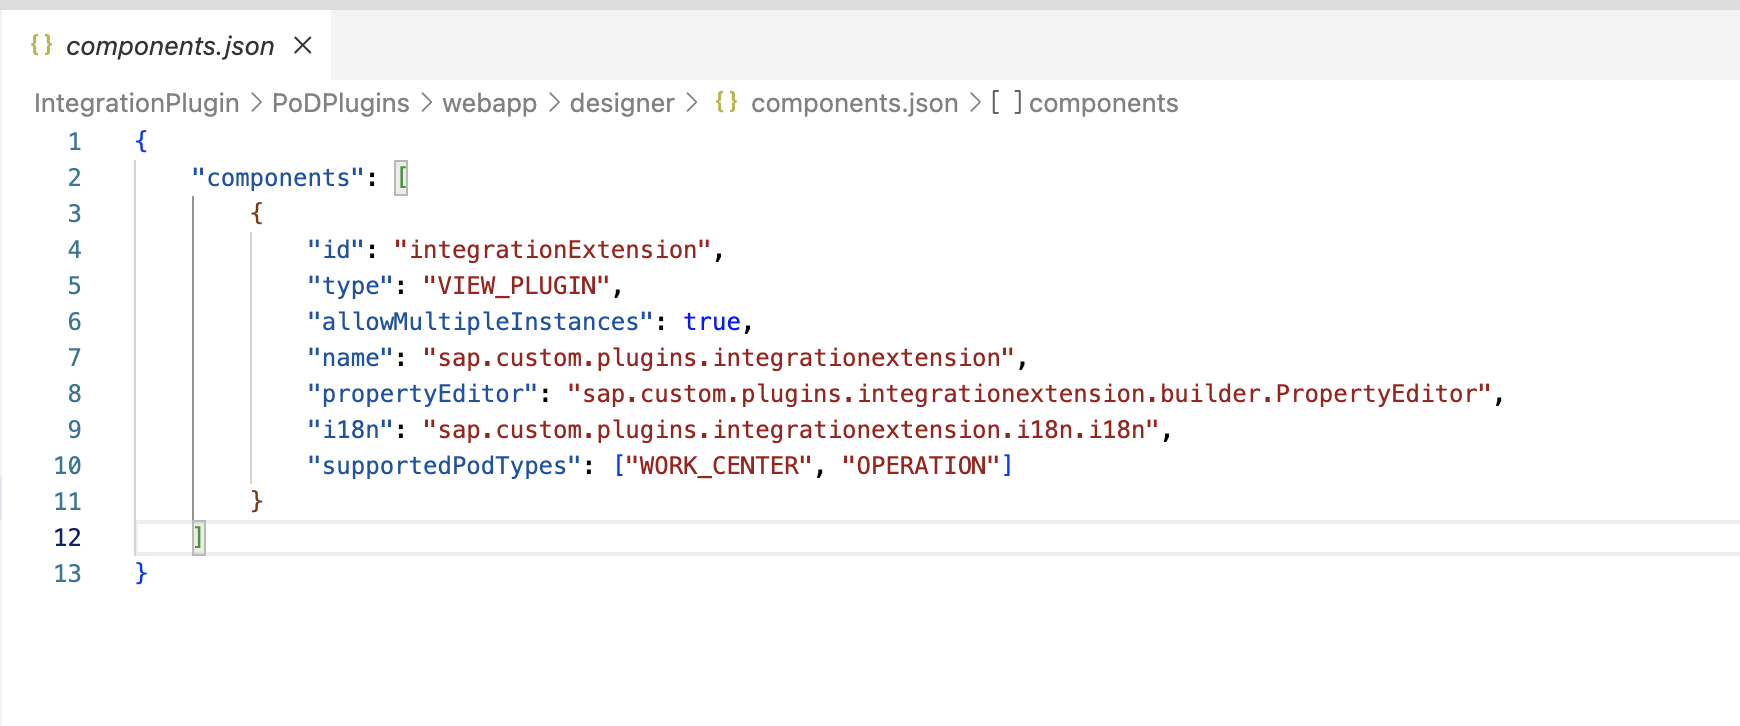 {} components.json ×
IntegrationPlugin > PoDPlugins > webapp > designer > {} components.json > [ ] components
1 {
2     "components": [
3         {
4             "id": "integrationExtension",
5             "type": "VIEW_PLUGIN",
6             "allowMultipleInstances": true,
7             "name": "sap.custom.plugins.integrationextension",
8             "propertyEditor": "sap.custom.plugins.integrationextension.builder.PropertyEditor",
9             "i18n": "sap.custom.plugins.integrationextension.i18n.i18n",
10             "supportedPodTypes": ["WORK_CENTER", "OPERATION"]
11         }
12     ]
13 }